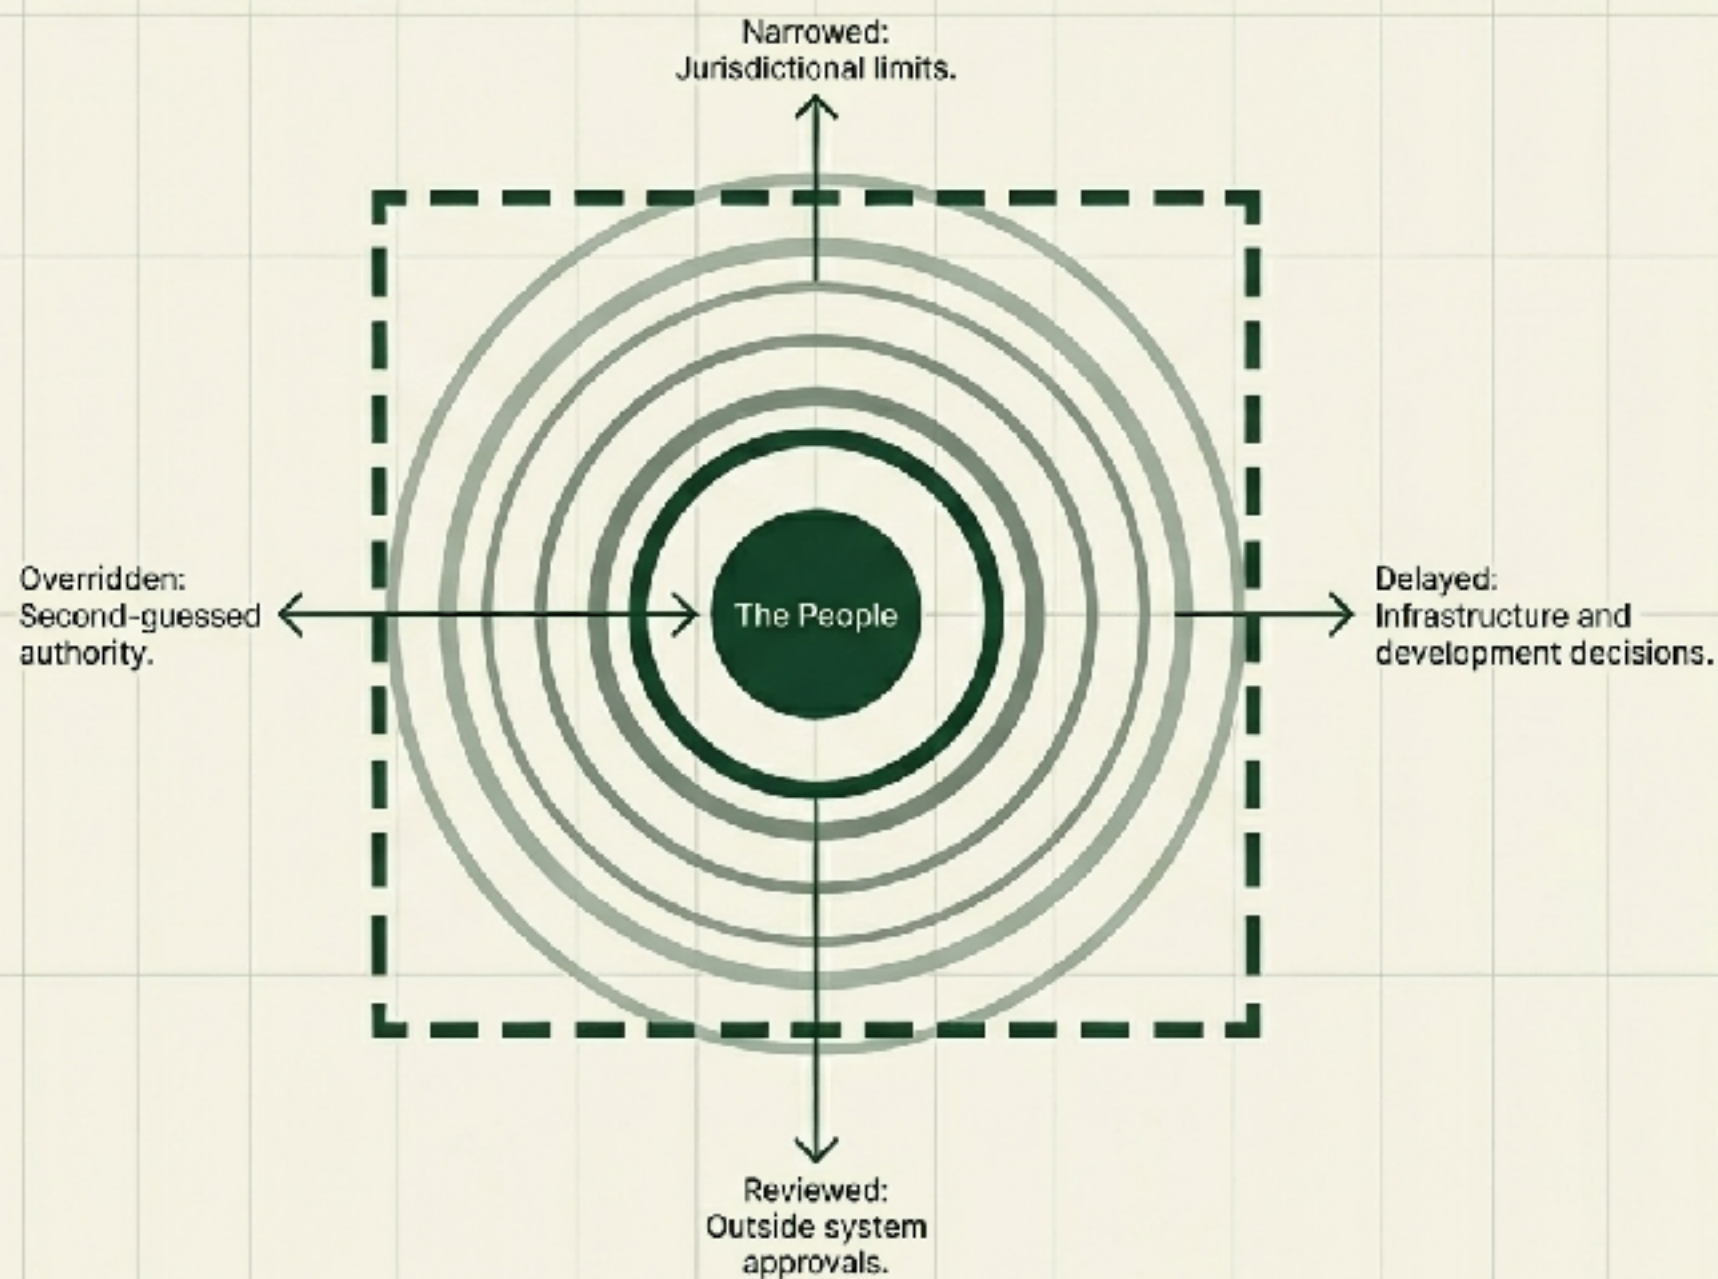 Narrowed:
Jurisdictional limits.
Overridden:
Second-guessed
authority.
The People
Delayed:
Infrastructure and
development decisions.
Reviewed:
Outside system
approvals.